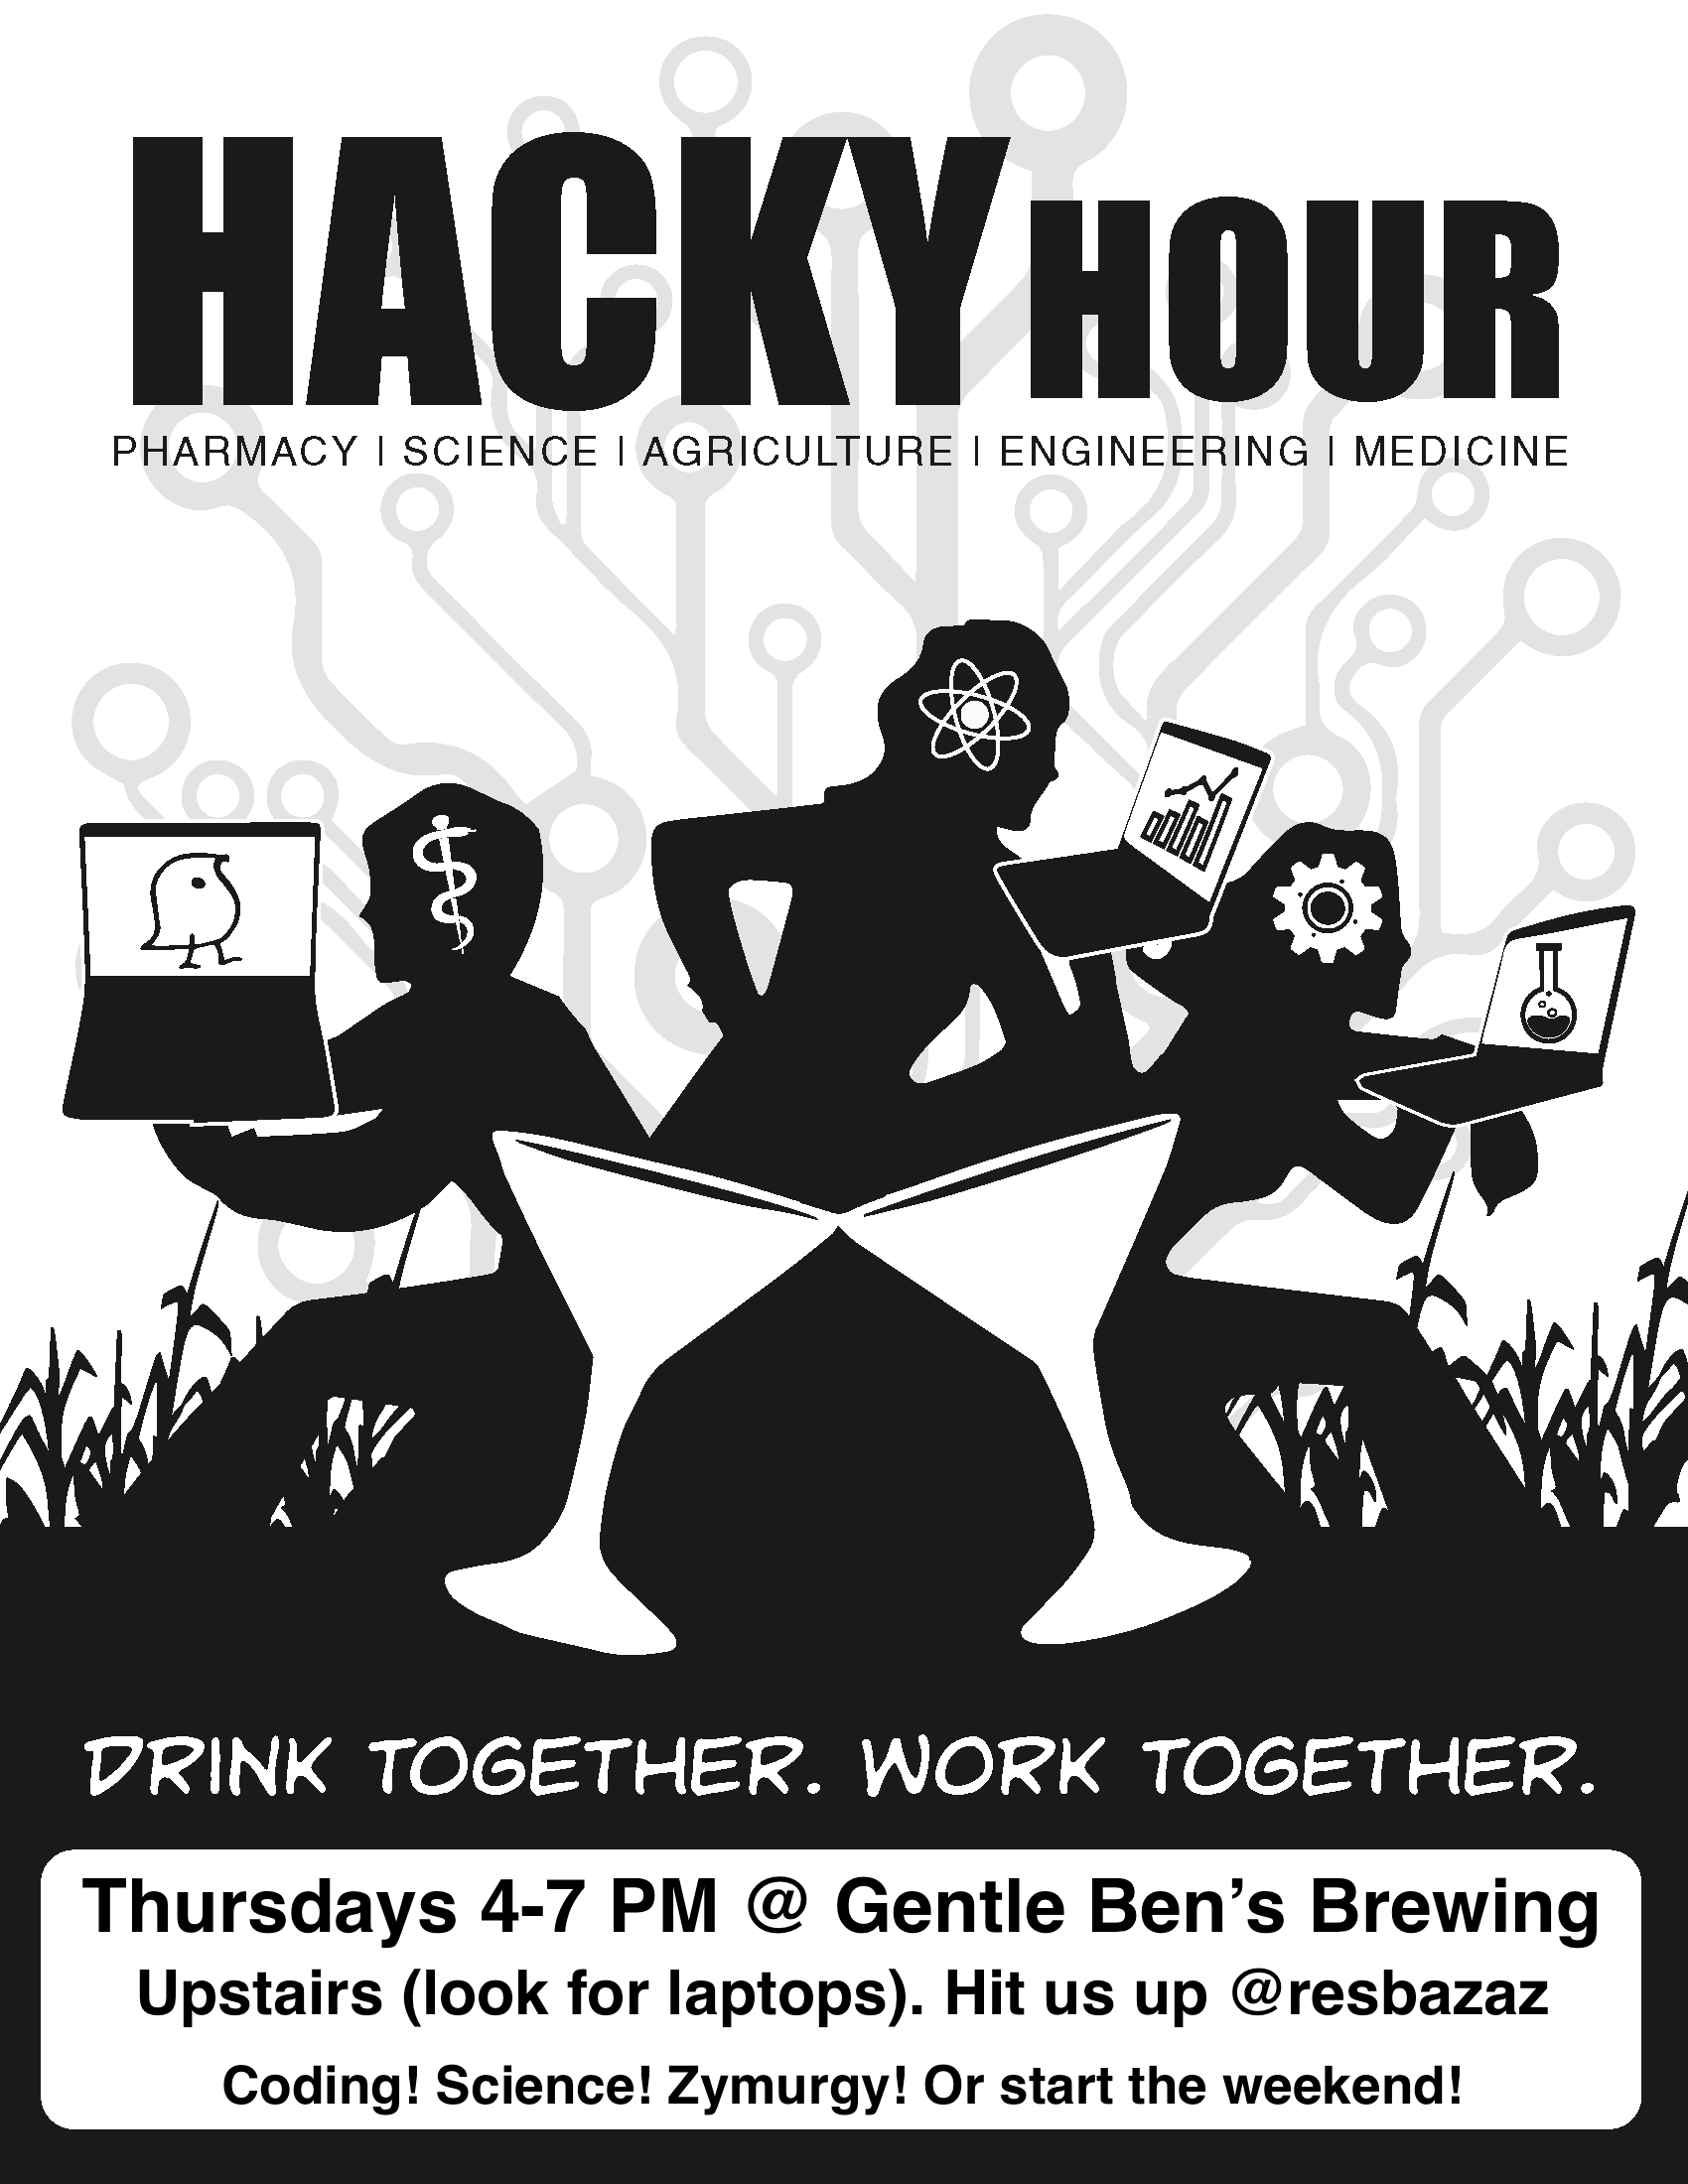 HACKY HOUR
PHARMACY | SCIENCE | AGRICULTURE | ENGINEERING | MEDICINE
DRINK TOGETHER. WORK TOGETHER.
Thursdays 4-7 PM @ Gentle Ben’s Brewing
Upstairs (look for laptops). Hit us up @resbazaz
Coding! Science! Zymurgy! Or start the weekend!